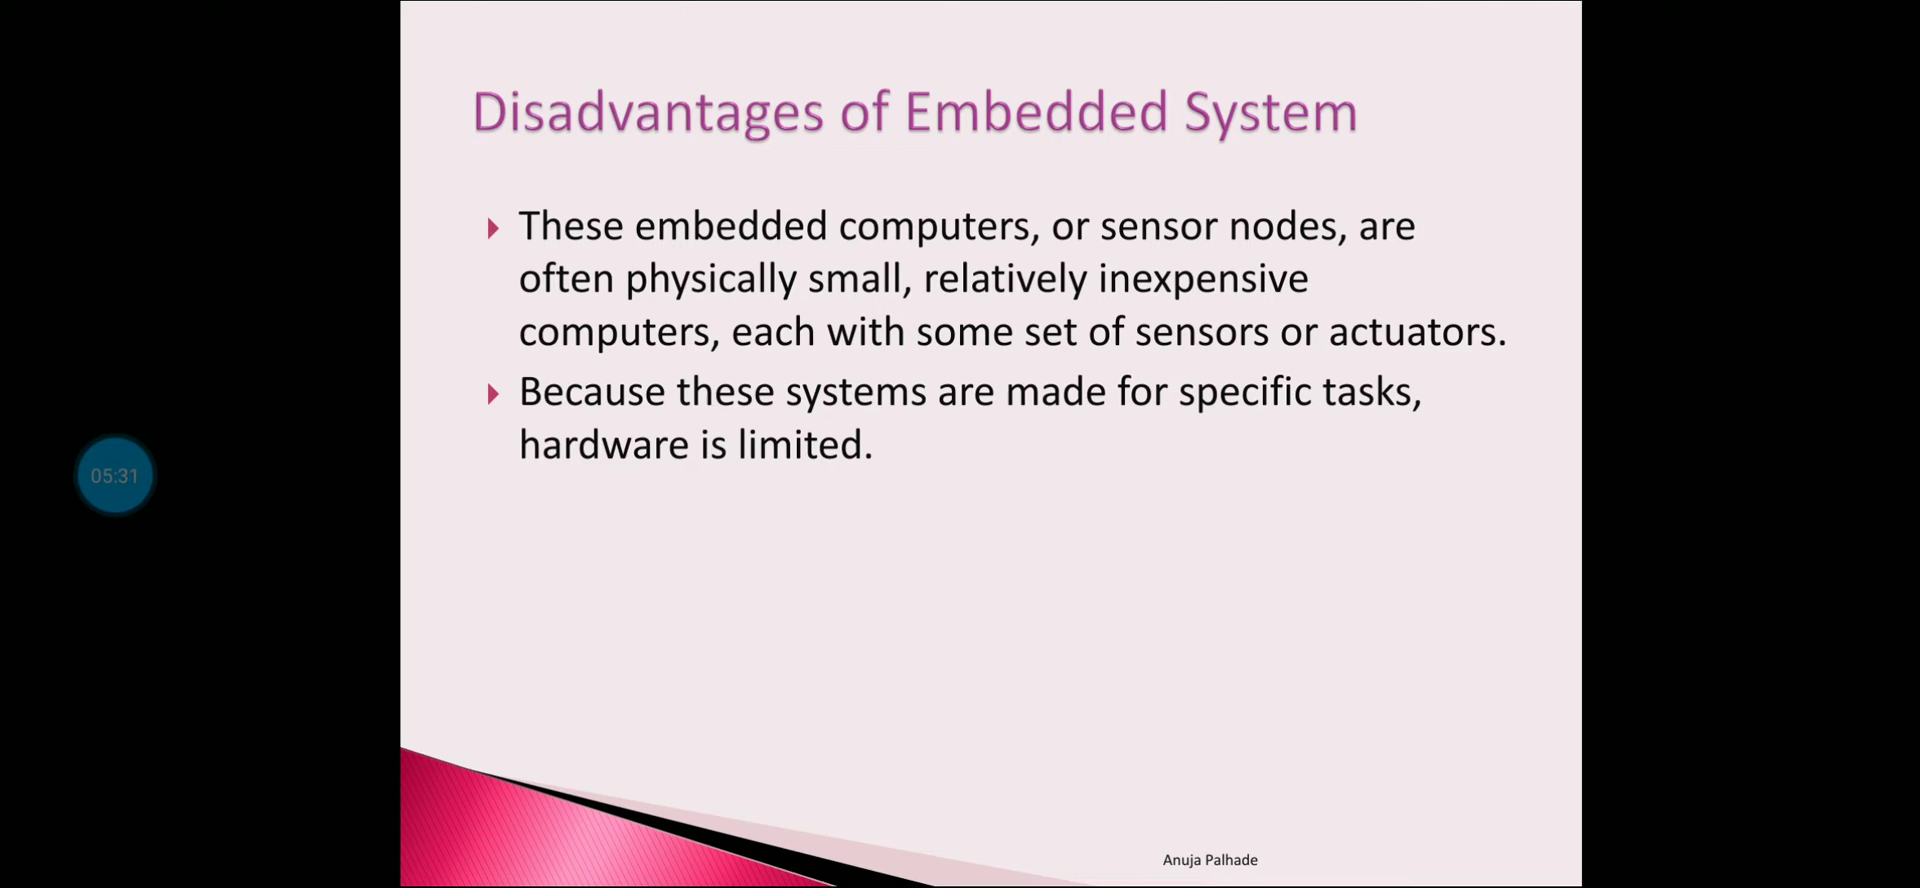 Disadvantages of Embedded System
These embedded computers, or sensor nodes, are
often physically small, relatively inexpensive
computers, each with some set of sensors or actuators.
Because these systems are made for specific tasks,
hardware is limited.
05:31
Anuja Palhade